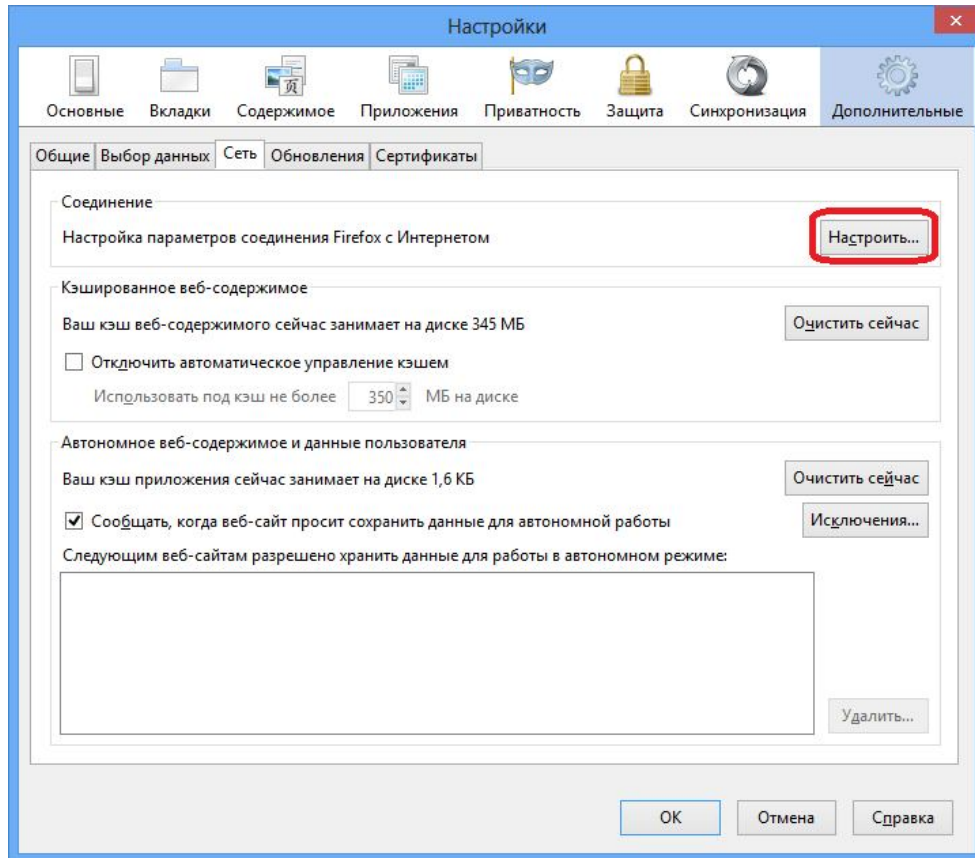 Настройки
Основные Вкладки Содержимое Приложения Приватность Защита Синхронизация Дополнительные
Общие Выбор данных Сеть Обновления Сертификаты
Соединение
Настройка параметров соединения Firefox с Интернетом Настроить...
Кэшированное веб-содержимое
Ваш кэш веб-содержимого сейчас занимает на диске 345 МБ Очистить сейчас
Отключить автоматическое управление кэшем
Использовать под кэш не более 350 МБ на диске
Автономное веб-содержимое и данные пользователя
Ваш кэш приложения сейчас занимает на диске 1,6 КБ Очистить сейчас
Сообщать, когда веб-сайт просит сохранить данные для автономной работы Исключения...
Следующим веб-сайтам разрешено хранить данные для работы в автономном режиме:
Удалить...
ОК Отмена Справка